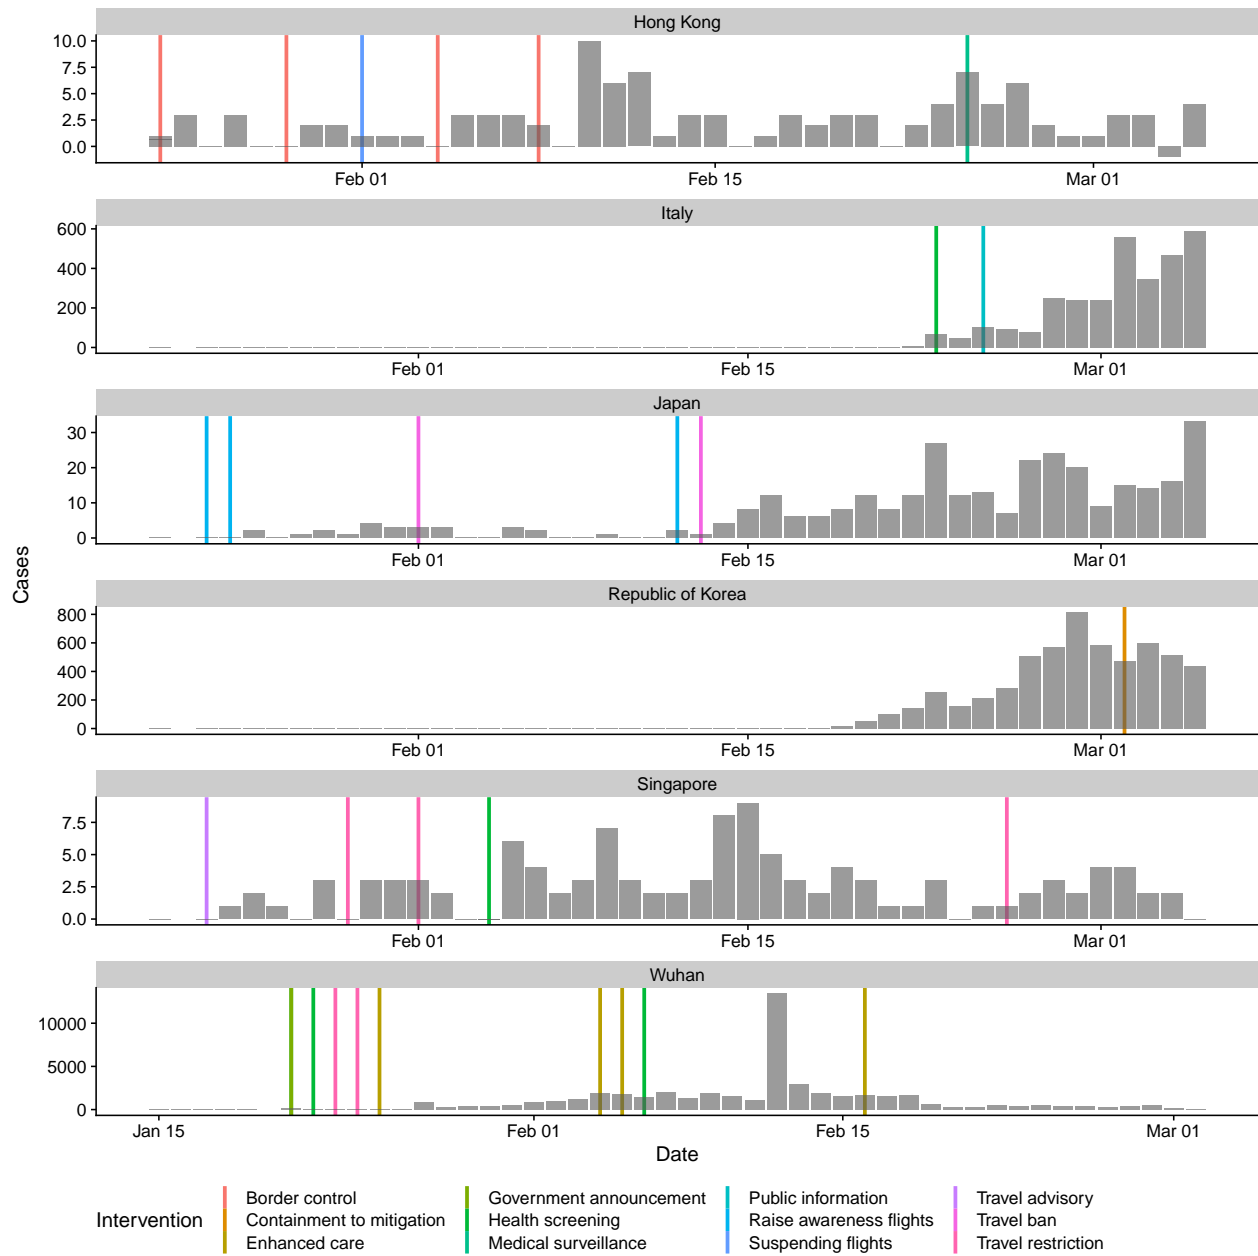 Hong Kong
10.0
7.5
5.0
2.5
0.0
Feb 01 Feb 15 Mar 01
Italy
600
400
200
0
Feb 01 Feb 15 Mar 01
Japan
30
20
10
0
Feb 01 Feb 15 Mar 01
Cases
Republic of Korea
800
600
400
200
0
Feb 01 Feb 15 Mar 01
Singapore
7.5
5.0
2.5
0.0
Feb 01 Feb 15 Mar 01
Wuhan
10000
5000
0
Jan 15 Feb 01 Feb 15 Mar 01
Date
Intervention
Border control
Containment to mitigation
Enhanced care
Government announcement
Health screening
Medical surveillance
Public information
Raise awareness flights
Suspending flights
Travel advisory
Travel ban
Travel restriction